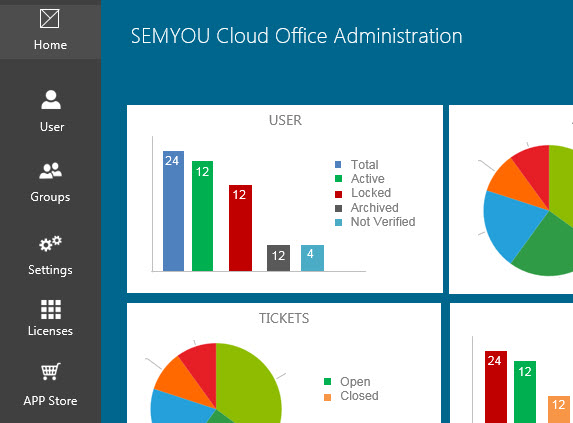 Home
User
Groups
Settings
Licenses
APP Store
SEMYOU Cloud Office Administration
USER
24
12
12
12
4
Total
Active
Locked
Archived
Not Verified
TICKETS
Open
Closed
24
12
12